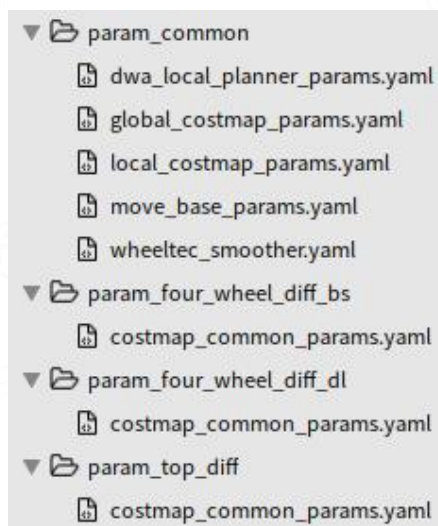 param_common
dwa_local_planner_params.yaml
global_costmap_params.yaml
local_costmap_params.yaml
move_base_params.yaml
wheeltec_smoother.yaml
param_four_wheel_diff_bs
costmap_common_params.yaml
param_four_wheel_diff_dl
costmap_common_params.yaml
param_top_diff
costmap_common_params.yaml